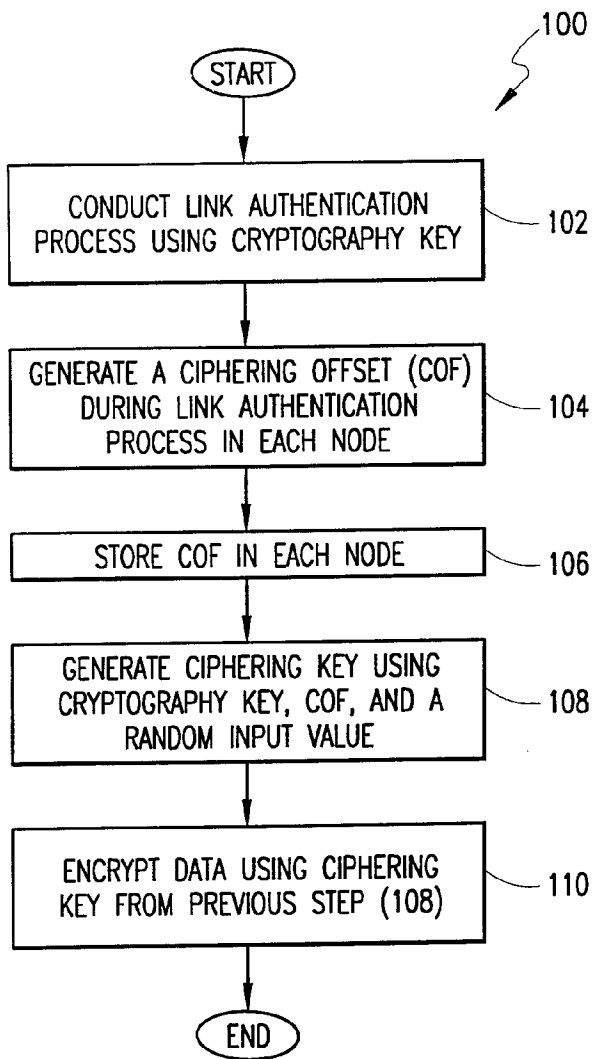 100
START
CONDUCT LINK AUTHENTICATION
PROCESS USING CRYPTOGRAPHY KEY
102
GENERATE A CIPHERING OFFSET (COF)
DURING LINK AUTHENTICATION
PROCESS IN EACH NODE
104
STORE COF IN EACH NODE
106
GENERATE CIPHERING KEY USING
CRYPTOGRAPHY KEY, COF, AND A
RANDOM INPUT VALUE
108
ENCRYPT DATA USING CIPHERING
KEY FROM PREVIOUS STEP (108)
110
END